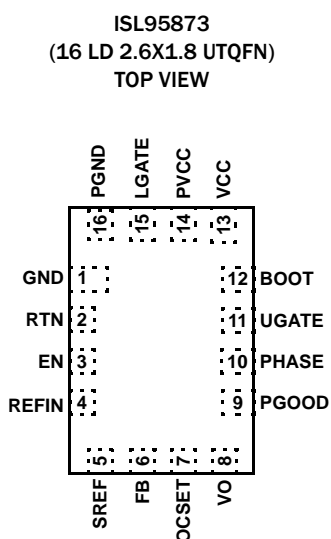 ISL95873
(16 LD 2.6X1.8 UTQFN)
TOP VIEW
PGND
LGATE
PVCC
VCC
16
15
14
13
GND 1
12 BOOT
RTN 2
11 UGATE
EN 3
10 PHASE
REFIN 4
9 PGOOD
5
6
7
8
SREF
FB
OCSET
VO